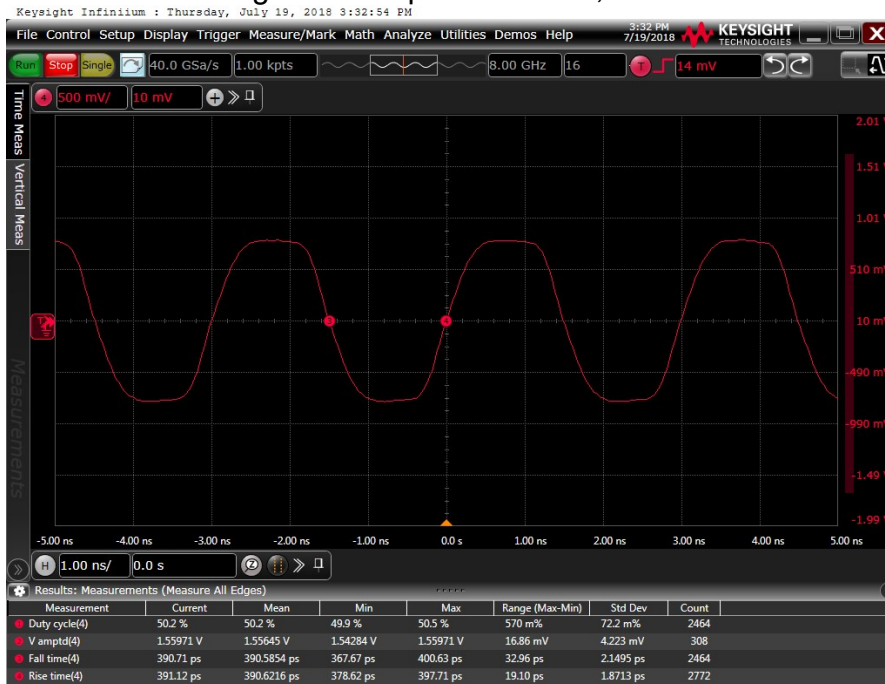 Keysight Infiniium : Thursday, July 19, 2018 3:32:54 PM
File Control Setup Display Trigger Measure/Mark Math Analyze Utilities Demos Help 3:32 PM 7/19/2018 KEYSIGHT TECHNOLOGIES
Run Stop Single 40.0 GSa/s 1.00 kpts 8.00 GHz 16 T 14 mV
4 500 mV/ 10 mV
Time Meas
Vertical Meas
Measurements
2.01 V
1.51 V
1.01 V
510 mV
10 mV
-490 mV
-990 mV
-1.49 V
-1.99 V
3 4
-5.00 ns -4.00 ns -3.00 ns -2.00 ns -1.00 ns 0.0 s 1.00 ns 2.00 ns 3.00 ns 4.00 ns 5.00 ns
H 1.00 ns/ 0.0 s
Results: Measurements (Measure All Edges)
Measurement Current Mean Min Max Range (Max-Min) Std Dev Count
Duty cycle(4) 50.2 % 50.2 % 49.9 % 50.5 % 570 m% 72.2 m% 2464
V amptd(4) 1.55971 V 1.55645 V 1.54284 V 1.55971 V 16.86 mV 4.223 mV 308
Fall time(4) 390.71 ps 390.5854 ps 367.67 ps 400.63 ps 32.96 ps 2.1495 ps 2464
Rise time(4) 391.12 ps 390.6216 ps 378.62 ps 397.71 ps 19.10 ps 1.8713 ps 2772